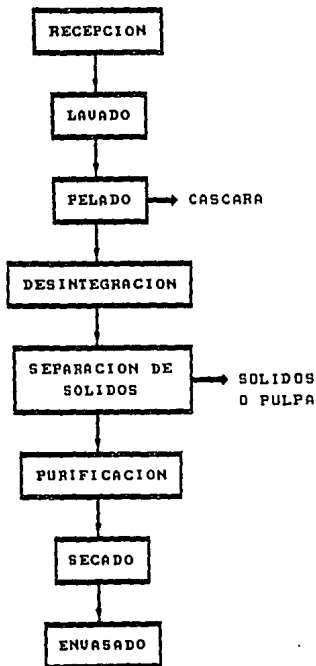 RECEPCION
LAVADO
PELADO
CASCARA
DESINTEGRACION
SEPARACION DE
SOLIDOS
SOLIDOS
O PULPA
PURIFICACION
SECADO
ENVASADO